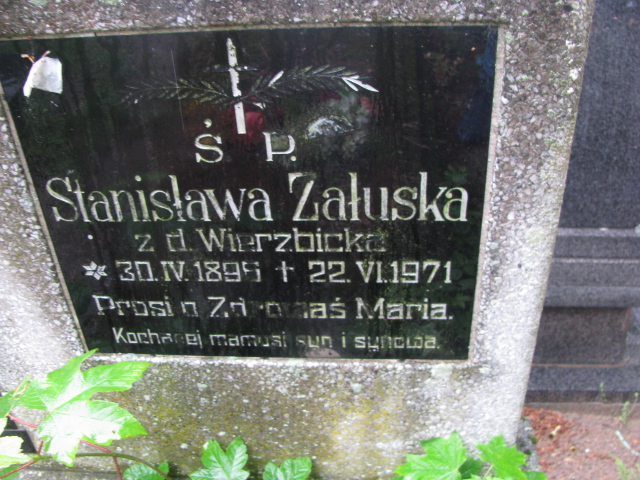 Ś. P.
Stanisława Załuska
z d. Wierzbicka
30.IV.1895 + 22.VI.1971
Prosi o Zdrowaś Maria.
Kochanej mamusi syn i synowa.